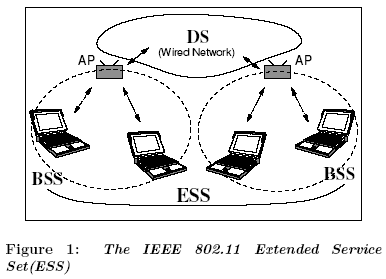 DS
(Wired Network)
AP
AP
BSS
BSS
ESS
Figure 1: The IEEE 802.11 Extended Service
Set(ESS)